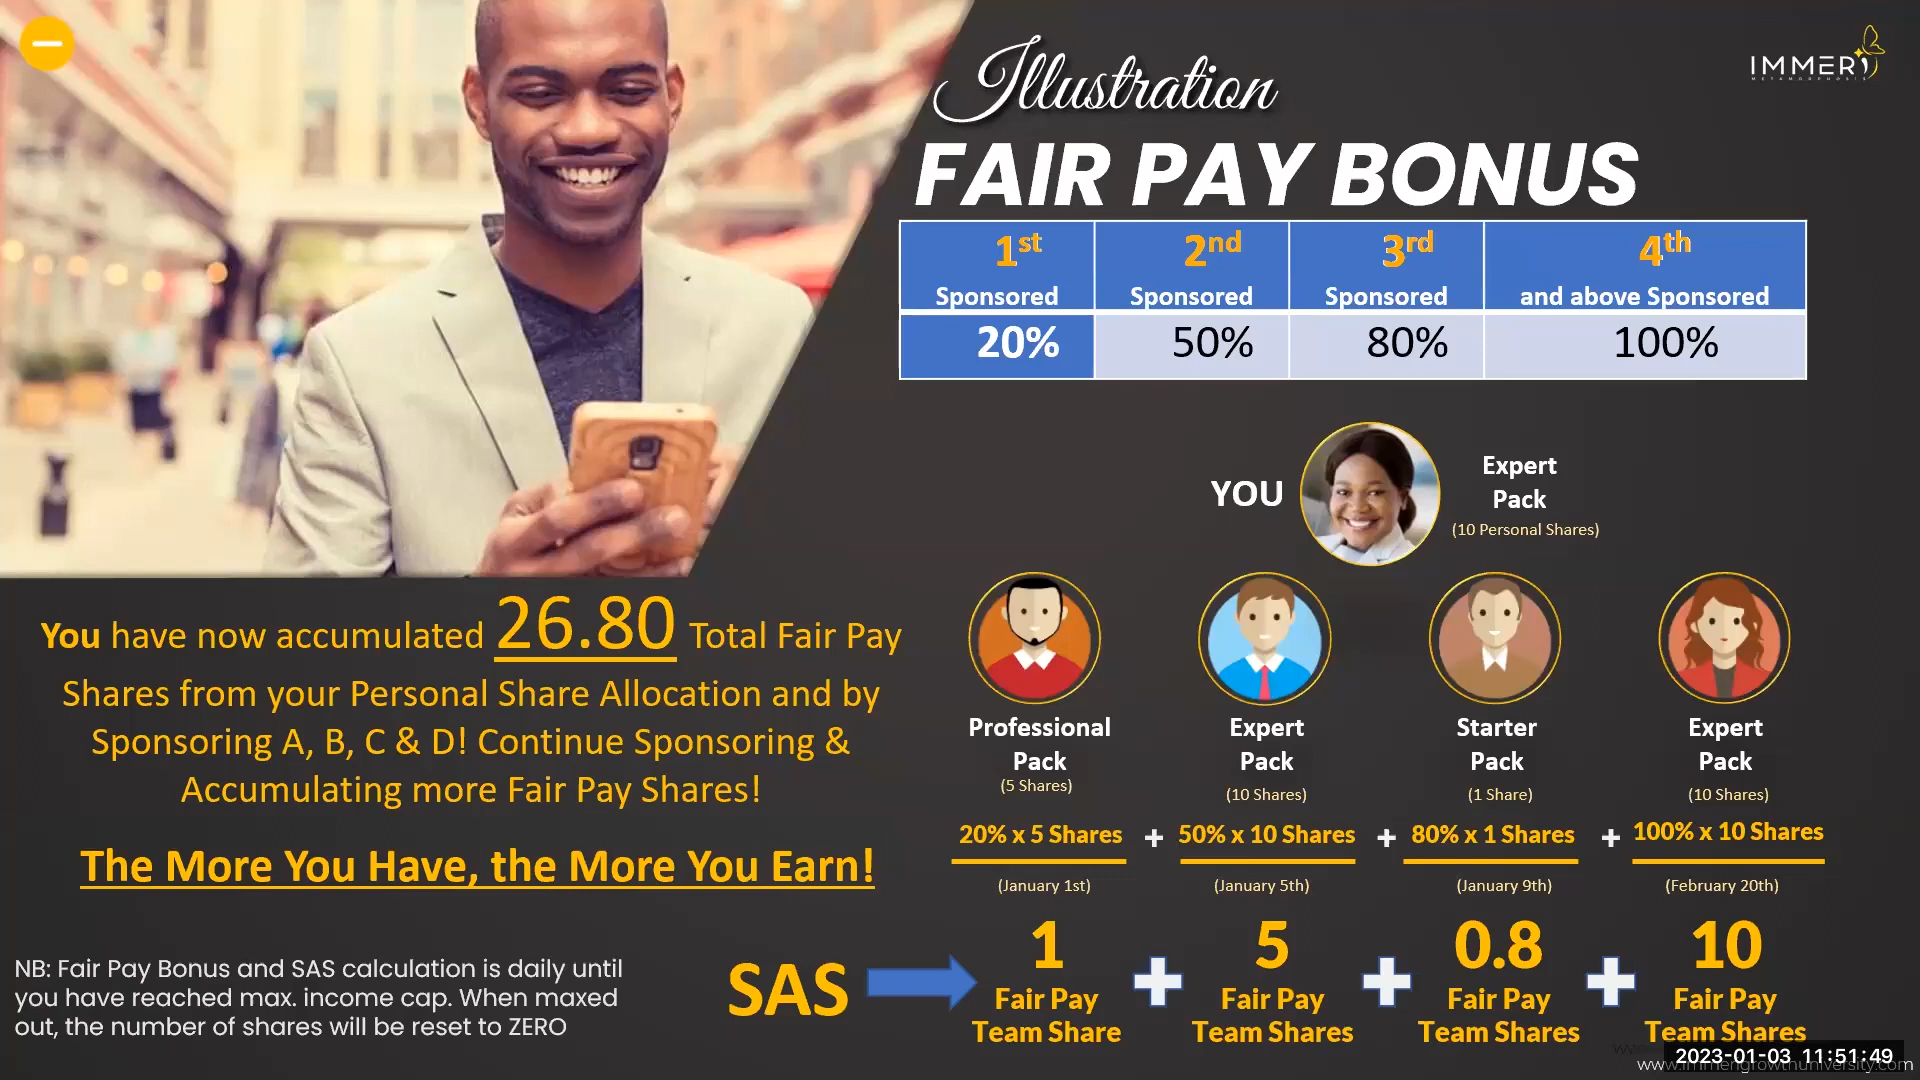 Illustration
IMMERJ
METAMORPHOSIS
FAIR PAY BONUS
1st
2nd
3rd
4th
Sponsored
Sponsored
Sponsored
and above Sponsored
20%
50%
80%
100%
YOU
Expert
Pack
(10 Personal Shares)
You have now accumulated 26.80 Total Fair Pay
Shares from your Personal Share Allocation and by
Sponsoring A, B, C & D! Continue Sponsoring &
Accumulating more Fair Pay Shares!
The More You Have, the More You Earn!
Professional
Pack
(5 Shares)
Expert
Pack
(10 Shares)
Starter
Pack
(1 Share)
Expert
Pack
(10 Shares)
20% x 5 Shares + 50% x 10 Shares + 80% x 1 Shares + 100% x 10 Shares
(January 1st)
(January 5th)
(January 9th)
(February 20th)
NB: Fair Pay Bonus and SAS calculation is daily until
you have reached max. income cap. When maxed
out, the number of shares will be reset to ZERO
SAS
1
Fair Pay
Team Share
5
Fair Pay
Team Shares
0.8
Fair Pay
Team Shares
10
Fair Pay
Team Shares
2023-01-03 11:51:49